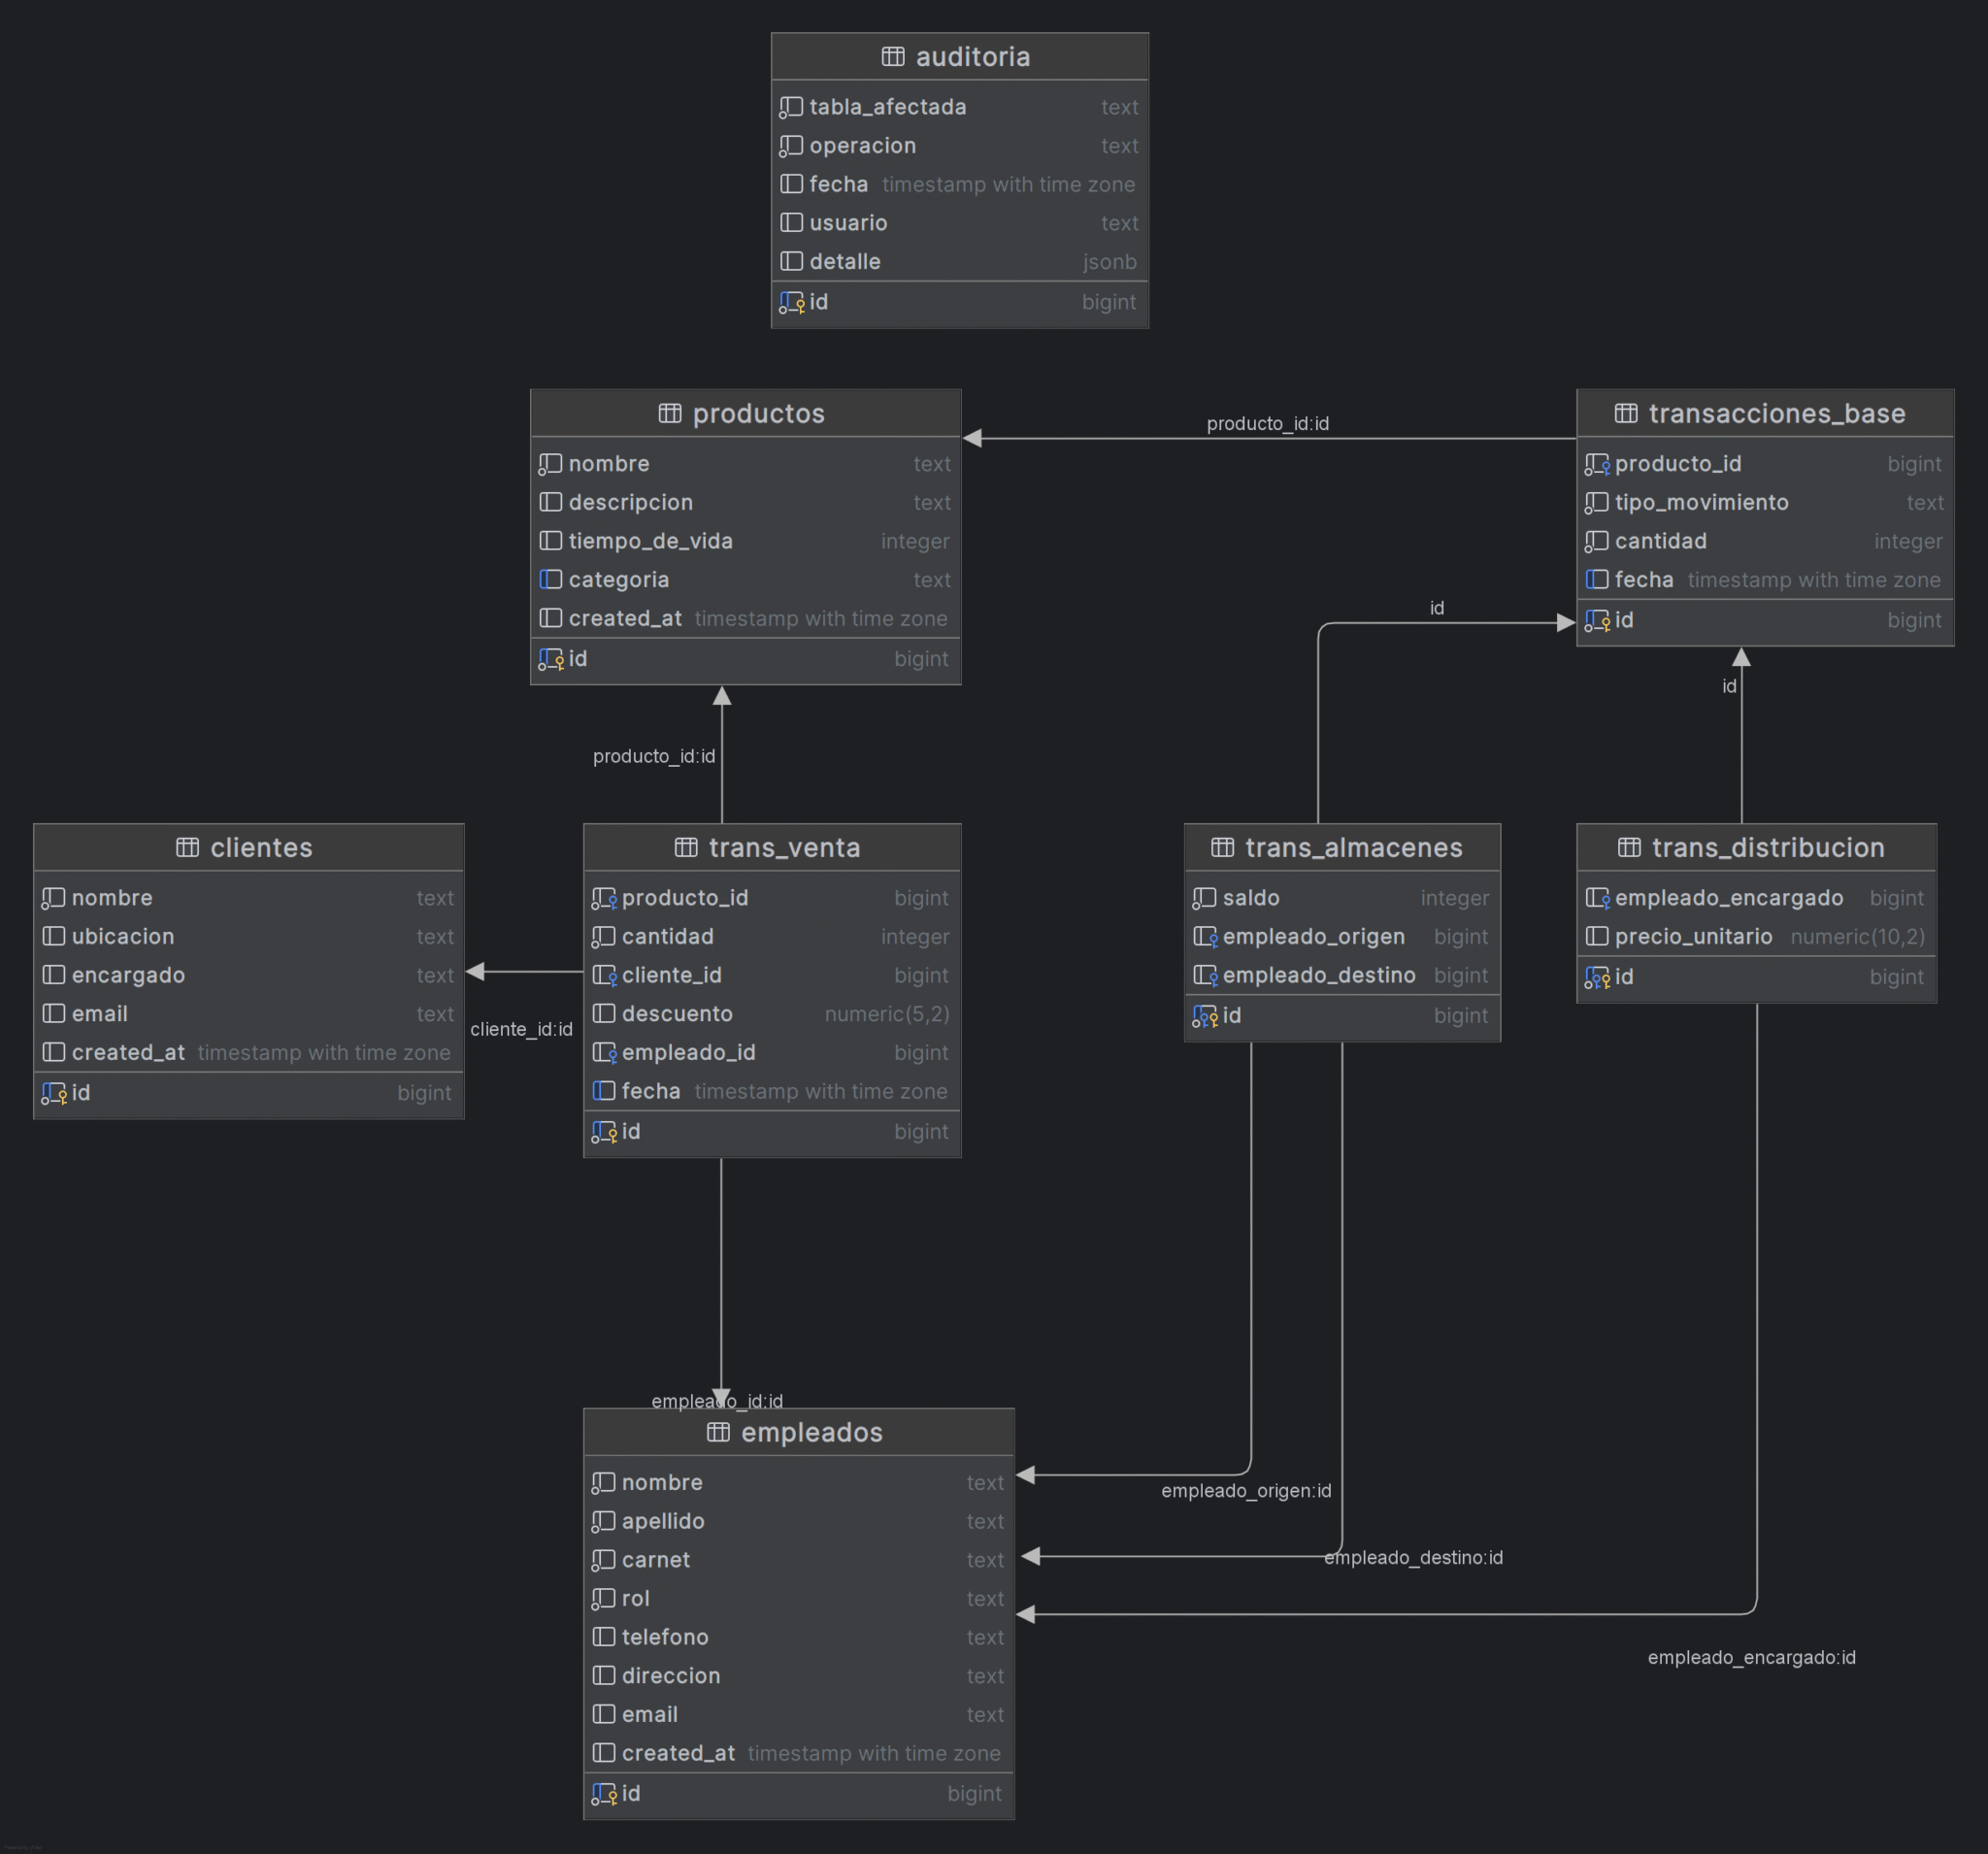 auditoria
tabla_afectada text
operacion text
fecha timestamp with time zone
usuario text
detalle jsonb
id bigint
productos
nombre text
descripcion text
tiempo_de_vida integer
categoria text
created_at timestamp with time zone
id bigint
producto_id:id
transacciones_base
producto_id bigint
tipo_movimiento text
cantidad integer
fecha timestamp with time zone
id bigint
id
id
producto_id:id
clientes
nombre text
ubicacion text
encargado text
email text
created_at timestamp with time zone
id bigint
cliente_id:id
trans_venta
producto_id bigint
cantidad integer
cliente_id bigint
descuento numeric(5,2)
empleado_id bigint
fecha timestamp with time zone
id bigint
trans_almacenes
saldo integer
empleado_origen bigint
empleado_destino bigint
id bigint
trans_distribucion
empleado_encargado bigint
precio_unitario numeric(10,2)
id bigint
empleado_id:id
empleados
nombre text
apellido text
carnet text
rol text
telefono text
direccion text
email text
created_at timestamp with time zone
id bigint
empleado_origen:id
empleado_destino:id
empleado_encargado:id